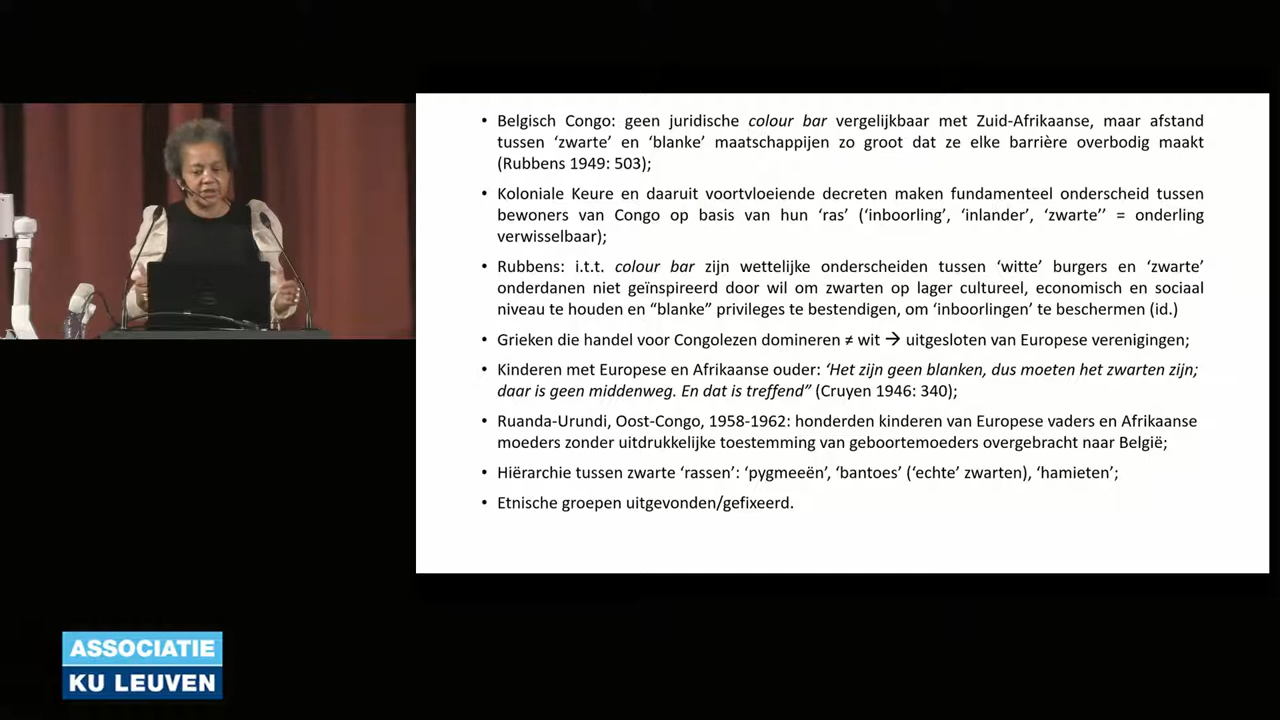 • Belgisch Congo: geen juridische colour bar vergelijkbaar met Zuid-Afrikaanse, maar afstand
tussen ‘zwarte’ en ‘blanke’ maatschappijen zo groot dat ze elke barrière overbodig maakt
(Rubbens 1949: 503);
• Koloniale Keure en daaruit voortvloeiende decreten maken fundamenteel onderscheid tussen
bewoners van Congo op basis van hun ‘ras’ (‘inboorling’, ‘inlander’, ‘zwarte’’ = onderling
verwisselbaar);
• Rubbens: i.t.t. colour bar zijn wettelijke onderscheiden tussen ‘witte’ burgers en ‘zwarte’
onderdanen niet geïnspireerd door wil om zwarten op lager cultureel, economisch en sociaal
niveau te houden en “blanke” privileges te bestendigen, om ‘inboorlingen’ te beschermen (id.)
• Grieken die handel voor Congolezen domineren ≠ wit → uitgesloten van Europese verenigingen;
• Kinderen met Europese en Afrikaanse ouder: ‘Het zijn geen blanken, dus moeten het zwarten zijn;
daar is geen middenweg. En dat is treffend” (Cruyen 1946: 340);
• Ruanda-Urundi, Oost-Congo, 1958-1962: honderden kinderen van Europese vaders en Afrikaanse
moeders zonder uitdrukkelijke toestemming van geboortemoeders overgebracht naar België;
• Hiërarchie tussen zwarte ‘rassen’: ‘pygmeeën’, ‘bantoes’ (‘echte’ zwarten), ‘hamieten’;
• Etnische groepen uitgevonden/gefixeerd.
ASSOCIATIE
KU LEUVEN